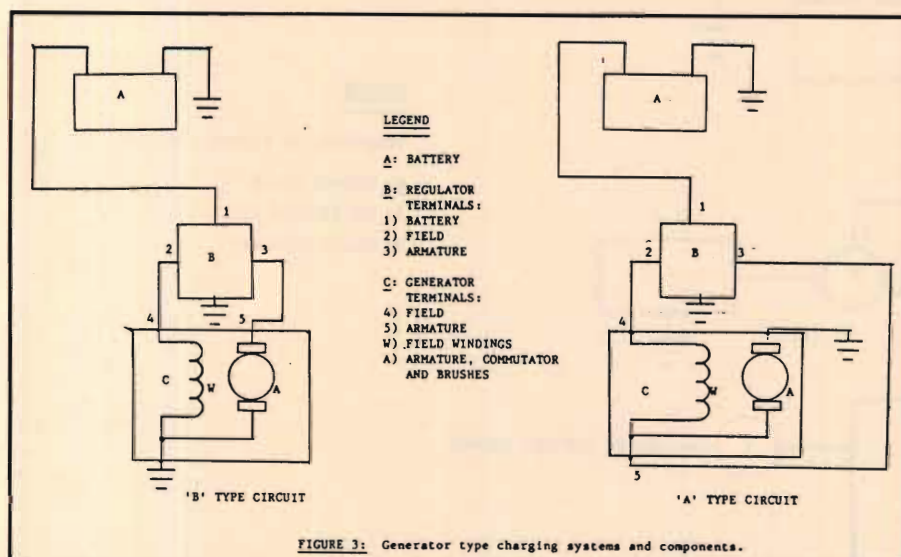 A
A
LEGEND
A: BATTERY
B: REGULATOR
TERMINALS:
1) BATTERY
2) FIELD
3) ARMATURE
C: GENERATOR
TERMINALS:
4) FIELD
5) ARMATURE
W) FIELD WINDINGS
A) ARMATURE, COMMUTATOR
AND BRUSHES
1
2
B
3
4
5
C
W
A
'B' TYPE CIRCUIT
1
2
B
3
4
C
W
A
5
'A' TYPE CIRCUIT
FIGURE 3: Generator type charging systems and components.